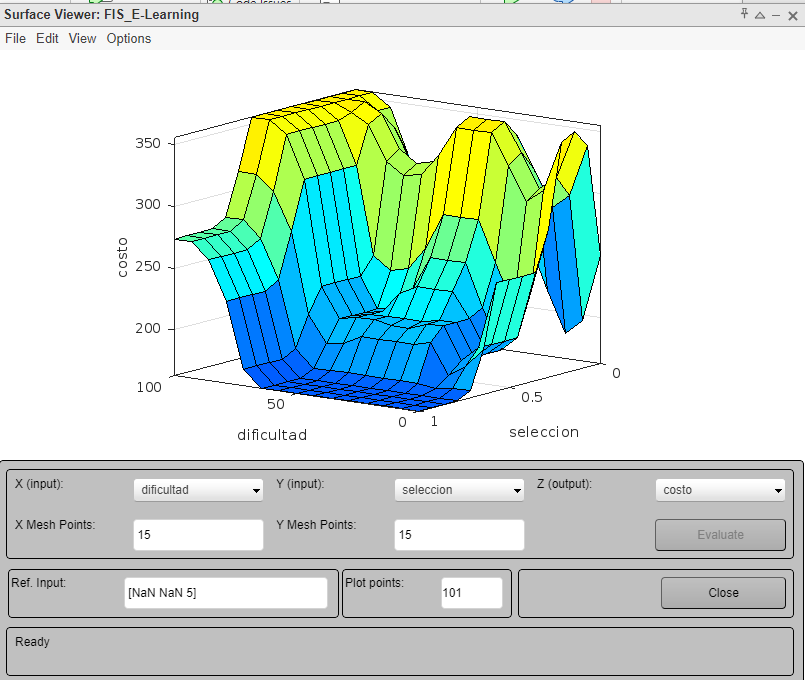 Code Issues
Surface Viewer: FIS_E-Learning
File Edit View Options
350
300
250
200
100
50
0
1
0.5
0
costo
dificultad
seleccion
X (input): dificultad Y (input): seleccion Z (output): costo
X Mesh Points: 15 Y Mesh Points: 15 Evaluate
Ref. Input: [NaN NaN 5] Plot points: 101 Close
Ready